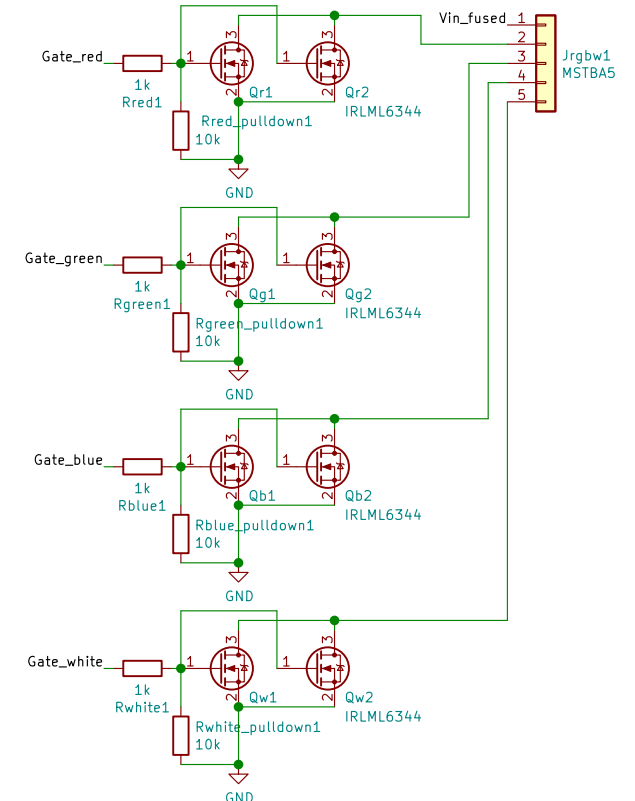 Vin_fused
1
2
3
4
5
Jrgbw1
MSTBA5
Gate_red
1k
Rred1
1
3
2
Qr1
1
3
2
Qr2
IRLML6344
Rred_pulldown1
10k
GND
Gate_green
1k
Rgreen1
1
3
2
Qg1
1
3
2
Qg2
IRLML6344
Rgreen_pulldown1
10k
GND
Gate_blue
1k
Rblue1
1
3
2
Qb1
1
3
2
Qb2
IRLML6344
Rblue_pulldown1
10k
GND
Gate_white
1k
Rwhite1
1
3
2
Qw1
1
3
2
Qw2
IRLML6344
Rwhite_pulldown1
10k
GND